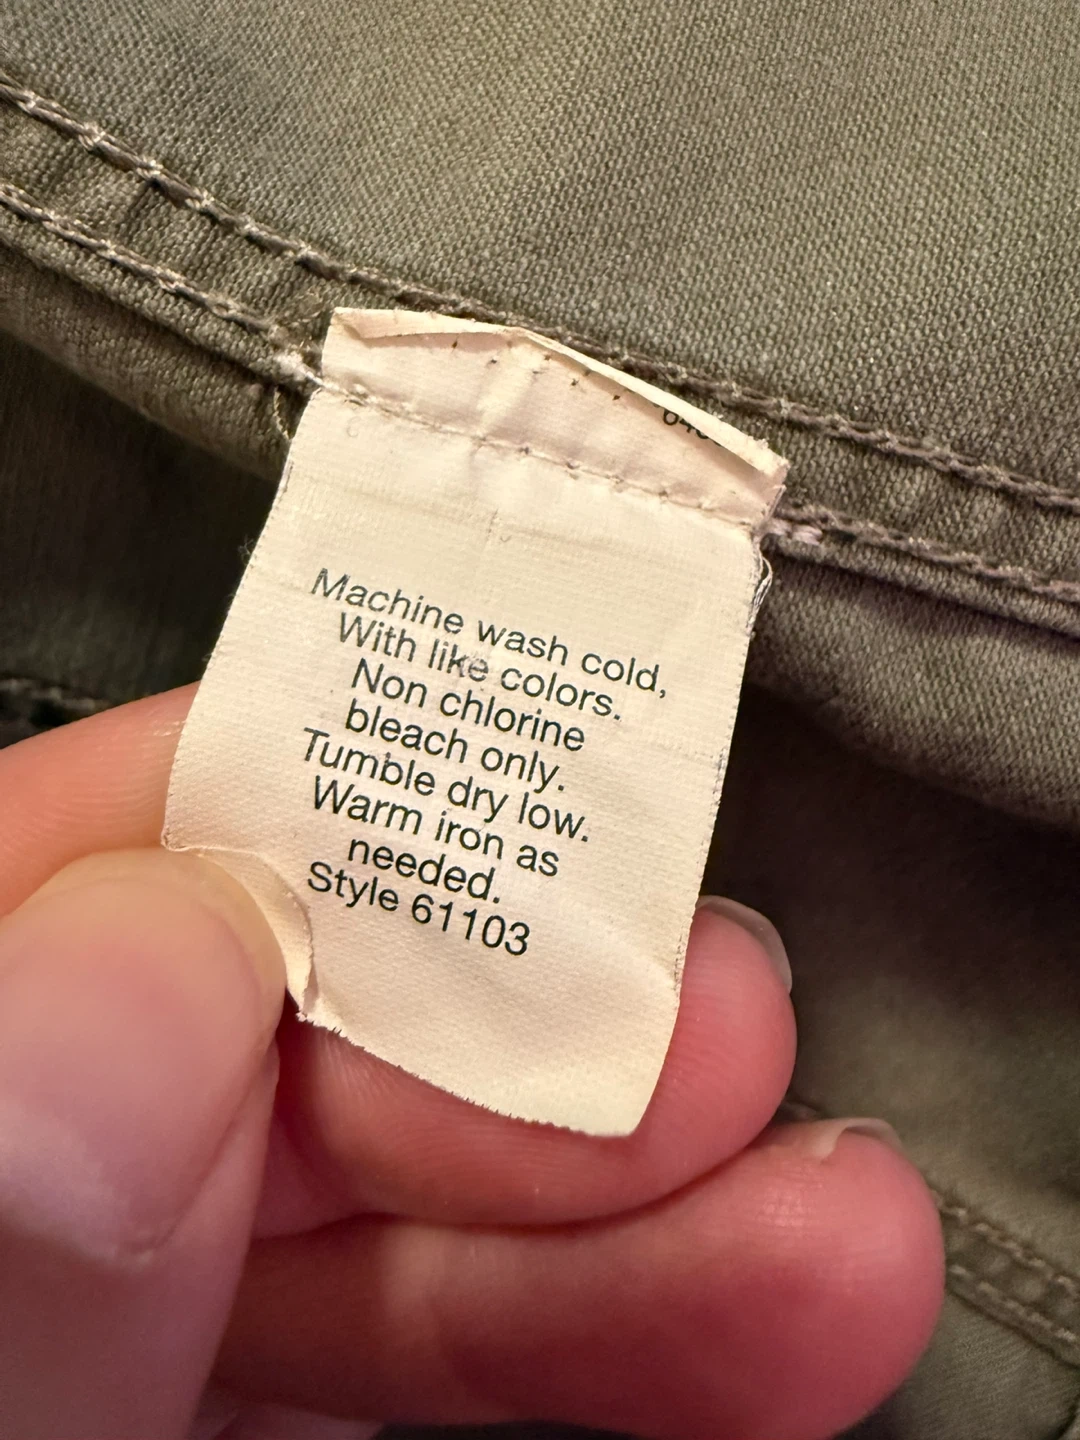 Machine wash cold,
With like colors.
Non chlorine
bleach only.
Tumble dry low.
Warm iron as
needed.
Style 61103